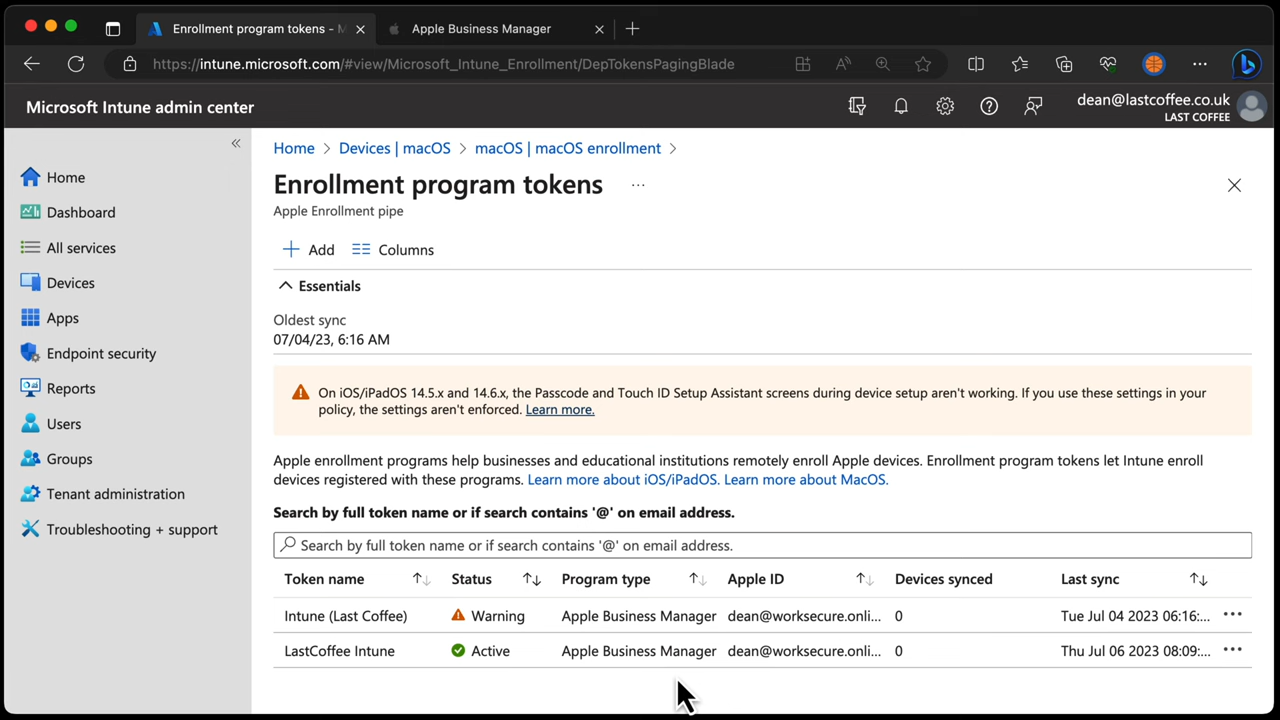 Enrollment program tokens - M
Apple Business Manager
https://intune.microsoft.com/#view/Microsoft_Intune_Enrollment/DepTokensPagingBlade
Microsoft Intune admin center
dean@lastcoffee.co.uk
LAST COFFEE
Home
Dashboard
All services
Devices
Apps
Endpoint security
Reports
Users
Groups
Tenant administration
Troubleshooting + support
Home > Devices | macOS > macOS | macOS enrollment >
Enrollment program tokens ...
Apple Enrollment pipe
Add Columns
Essentials
Oldest sync
07/04/23, 6:16 AM
On iOS/iPadOS 14.5.x and 14.6.x, the Passcode and Touch ID Setup Assistant screens during device setup aren't working. If you use these settings in your
policy, the settings aren't enforced. Learn more.
Apple enrollment programs help businesses and educational institutions remotely enroll Apple devices. Enrollment program tokens let Intune enroll
devices registered with these programs. Learn more about iOS/iPadOS. Learn more about MacOS.
Search by full token name or if search contains '@' on email address.
Search by full token name or if search contains '@' on email address.
Token name Status Program type Apple ID Devices synced Last sync
Intune (Last Coffee) Warning Apple Business Manager dean@worksecure.onli... 0 Tue Jul 04 2023 06:16:... ...
LastCoffee Intune Active Apple Business Manager dean@worksecure.onli... 0 Thu Jul 06 2023 08:09:... ...